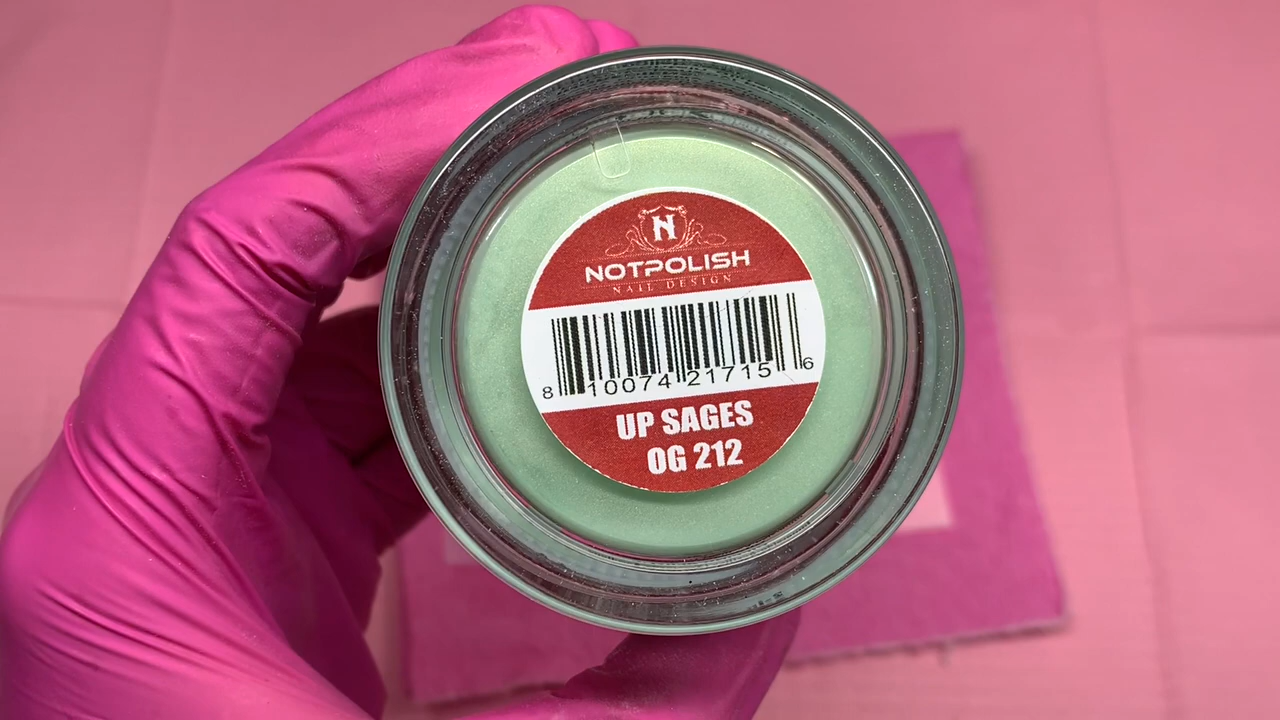 N
NOTPOLISH
NAIL DESIGN
8 10074 21715 6
UP SAGES
OG 212